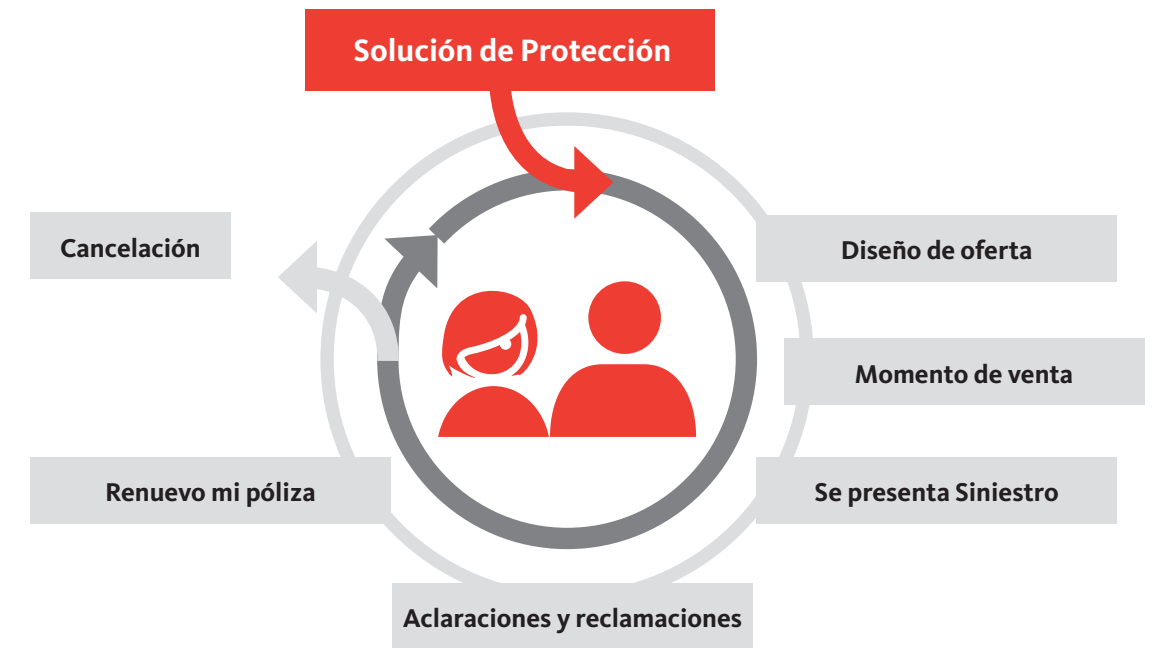 Solución de Protección
Cancelación
Diseño de oferta
Momento de venta
Renuevo mi póliza
Se presenta Siniestro
Aclaraciones y reclamaciones